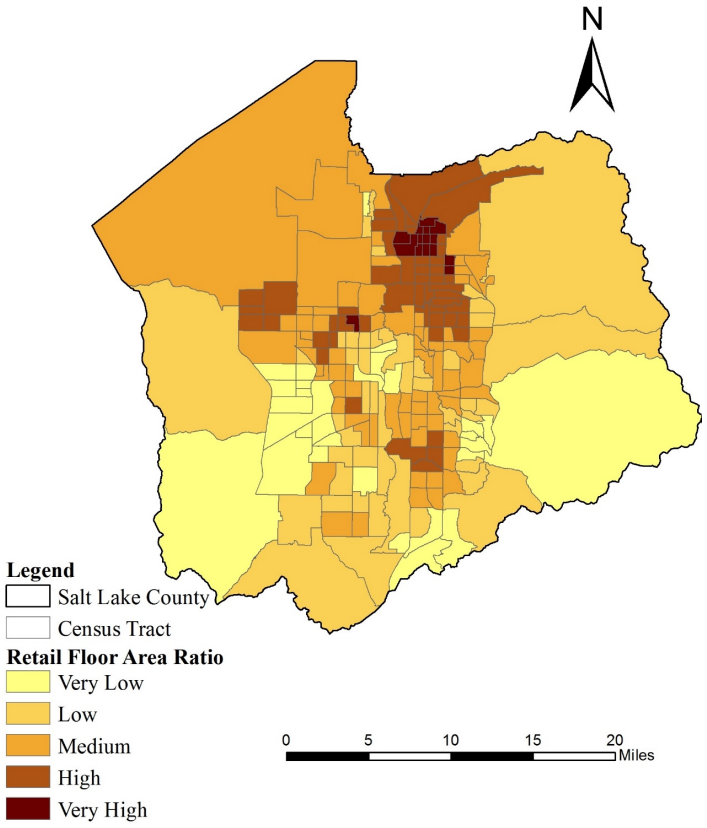 N
Legend
Salt Lake County
Census Tract
Retail Floor Area Ratio
Very Low
Low
Medium
High
Very High
0 5 10 15 20
Miles